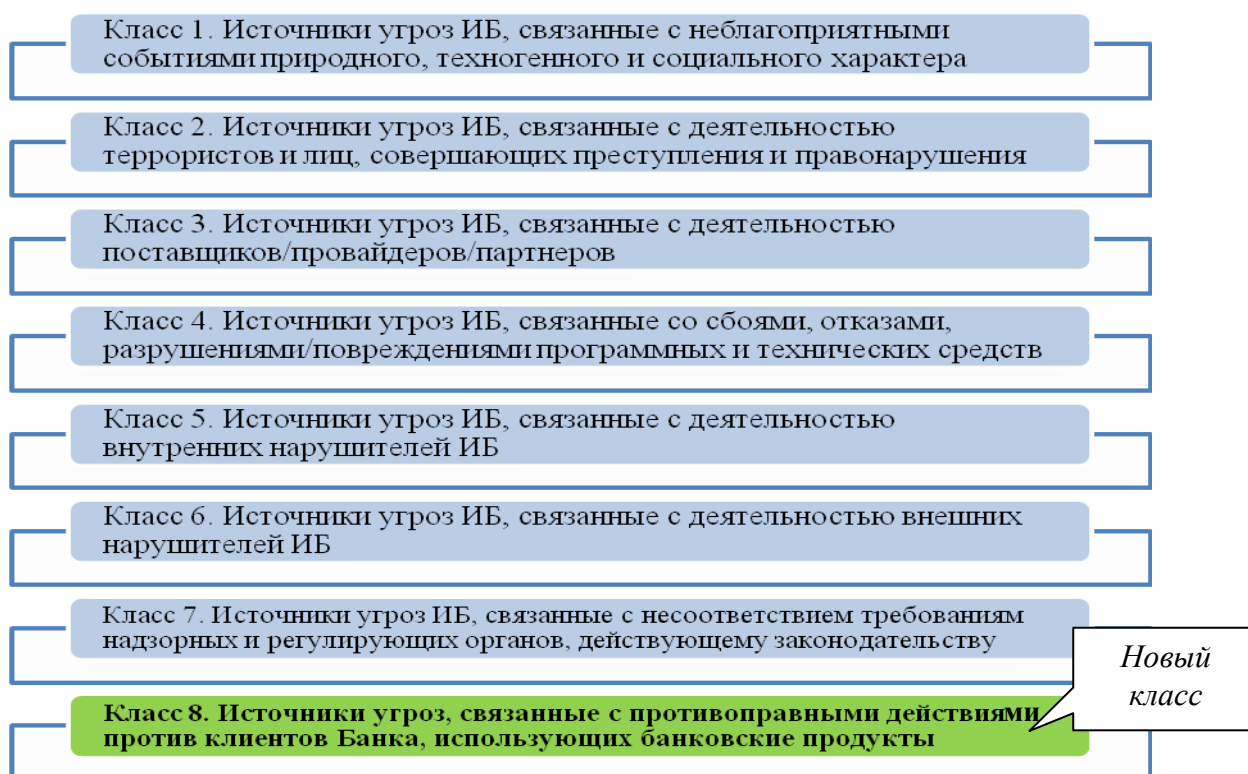 Класс 1. Источники угроз ИБ, связанные с неблагоприятными
событиями природного, техногенного и социального характера
Класс 2. Источники угроз ИБ, связанные с деятельностью
террористов и лиц, совершающих преступления и правонарушения
Класс 3. Источники угроз ИБ, связанные с деятельностью
поставщиков/провайдеров/партнеров
Класс 4. Источники угроз ИБ, связанные со сбоями, отказами,
разрушениями/повреждениями программных и технических средств
Класс 5. Источники угроз ИБ, связанные с деятельностью
внутренних нарушителей ИБ
Класс 6. Источники угроз ИБ, связанные с деятельностью внешних
нарушителей ИБ
Класс 7. Источники угроз ИБ, связанные с несоответствием требованиям
надзорных и регулирующих органов, действующему законодательству
Новый
класс
Класс 8. Источники угроз, связанные с противоправными действиями
против клиентов Банка, использующих банковские продукты